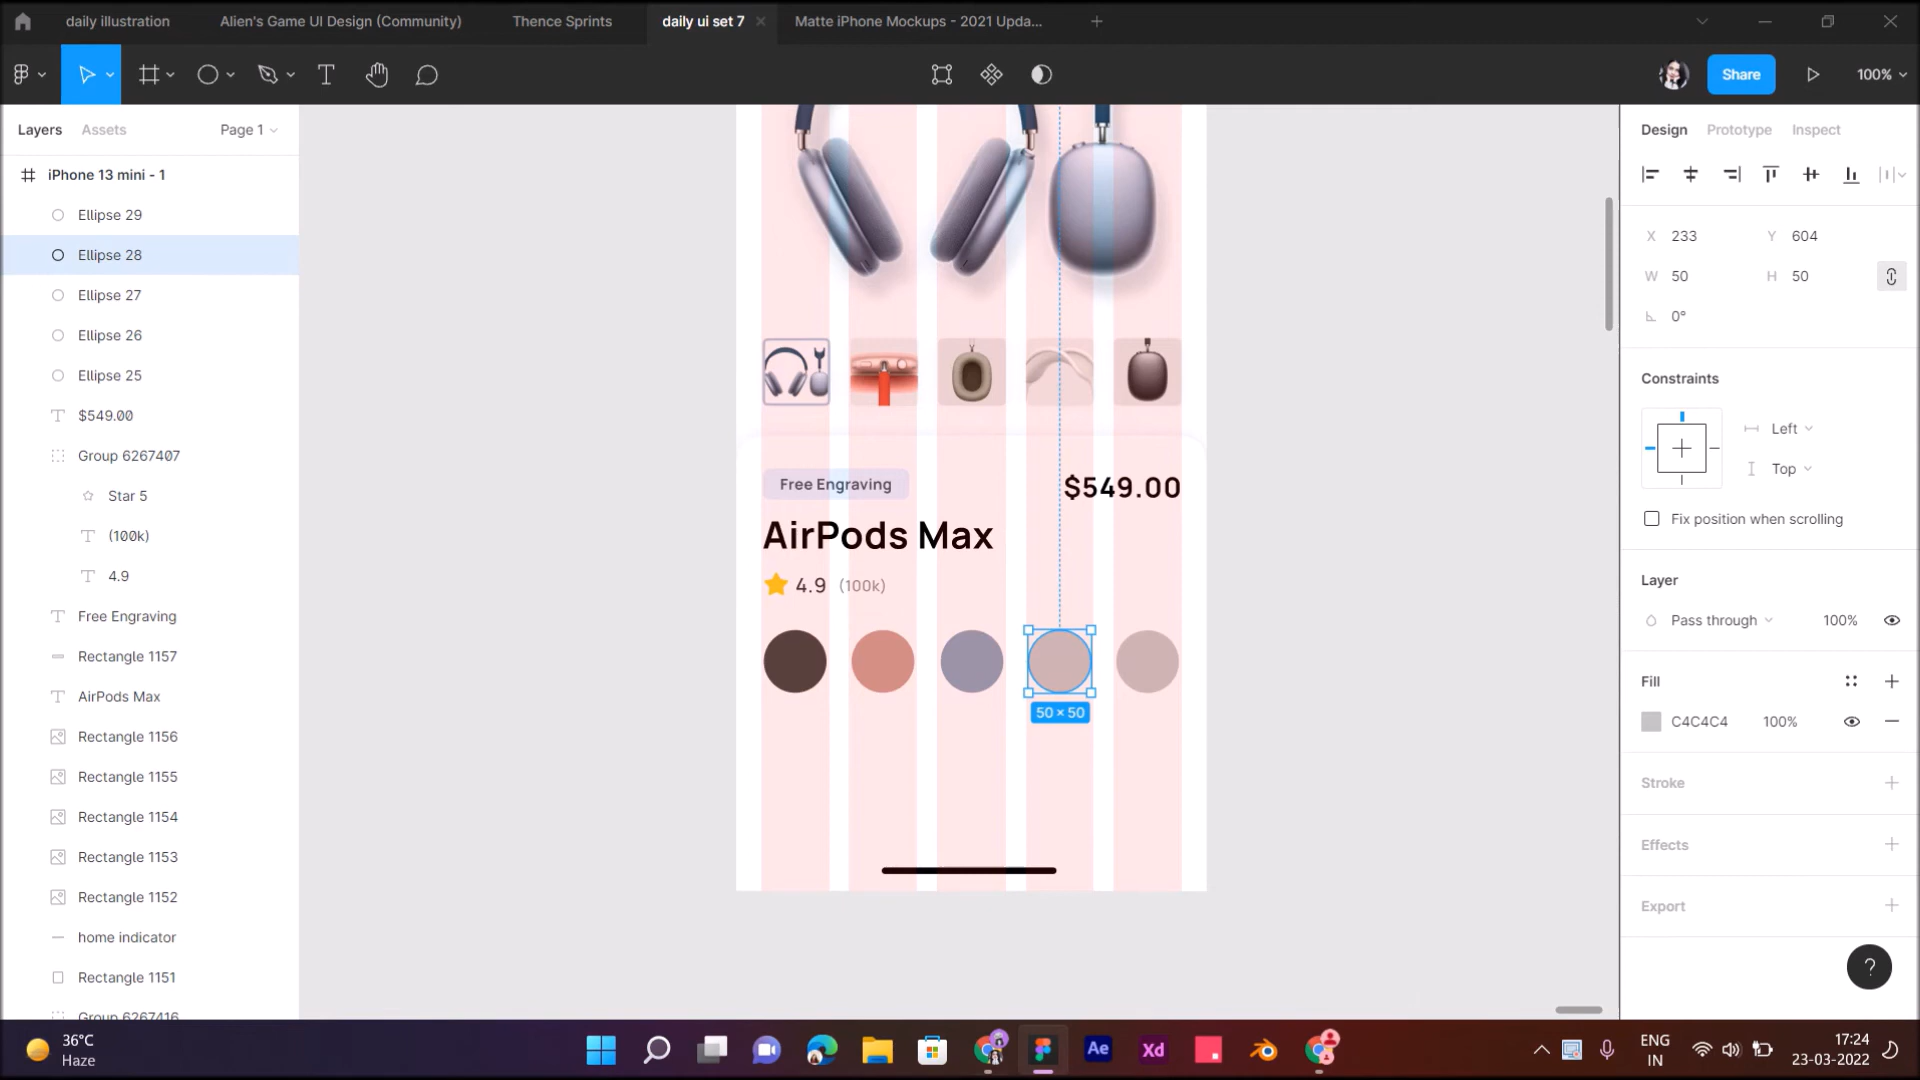 daily illustration
Alien's Game UI Design (Community)
Thence Sprints
daily ui set 7
Matte iPhone Mockups - 2021 Upda...
Share
100%
Layers
Assets
Page 1
Design
Prototype
Inspect
iPhone 13 mini - 1
Ellipse 29
Ellipse 28
Ellipse 27
Ellipse 26
Ellipse 25
$549.00
Group 6267407
Star 5
(100k)
4.9
Free Engraving
Rectangle 1157
AirPods Max
Rectangle 1156
Rectangle 1155
Rectangle 1154
Rectangle 1153
Rectangle 1152
home indicator
Rectangle 1151
Group 6267416
Free Engraving
$549.00
AirPods Max
4.9 (100k)
50 × 50
X 233 Y 604
W 50 H 50
0°
Constraints
Left
Top
Fix position when scrolling
Layer
Pass through 100%
Fill
C4C4C4 100%
Stroke
Effects
Export
?
36°C
Haze
Ae
Xd
ENG
IN
17:24
23-03-2022